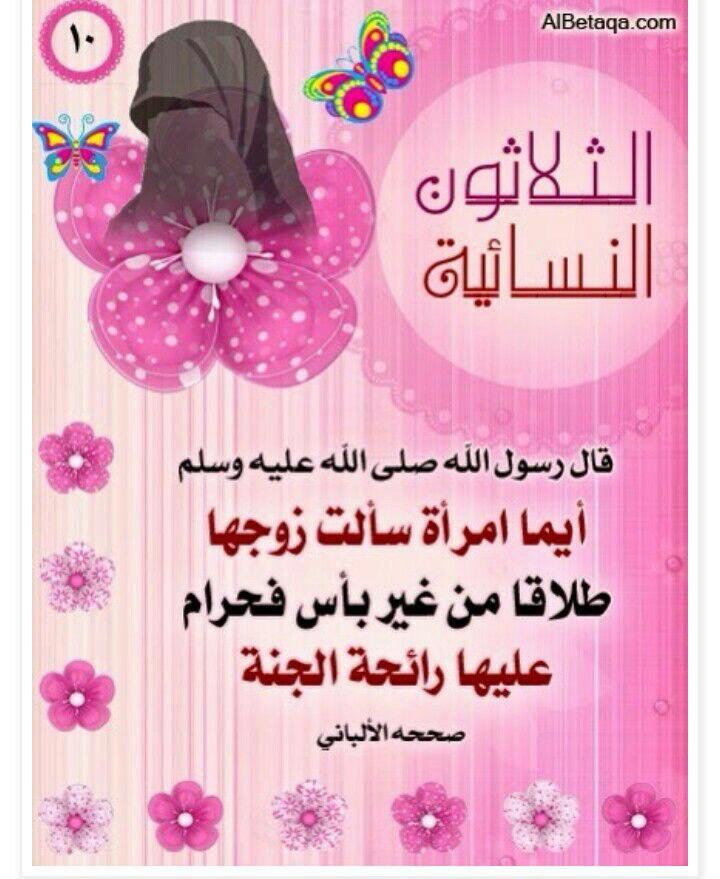 AlBetaqa.com
١٠
الثلاثون
النسائية
قال رسول الله صلى الله عليه وسلم
أيما امرأة سألت زوجها
طلاقا من غير بأس فحرام
عليها رائحة الجنة
صححه الألباني